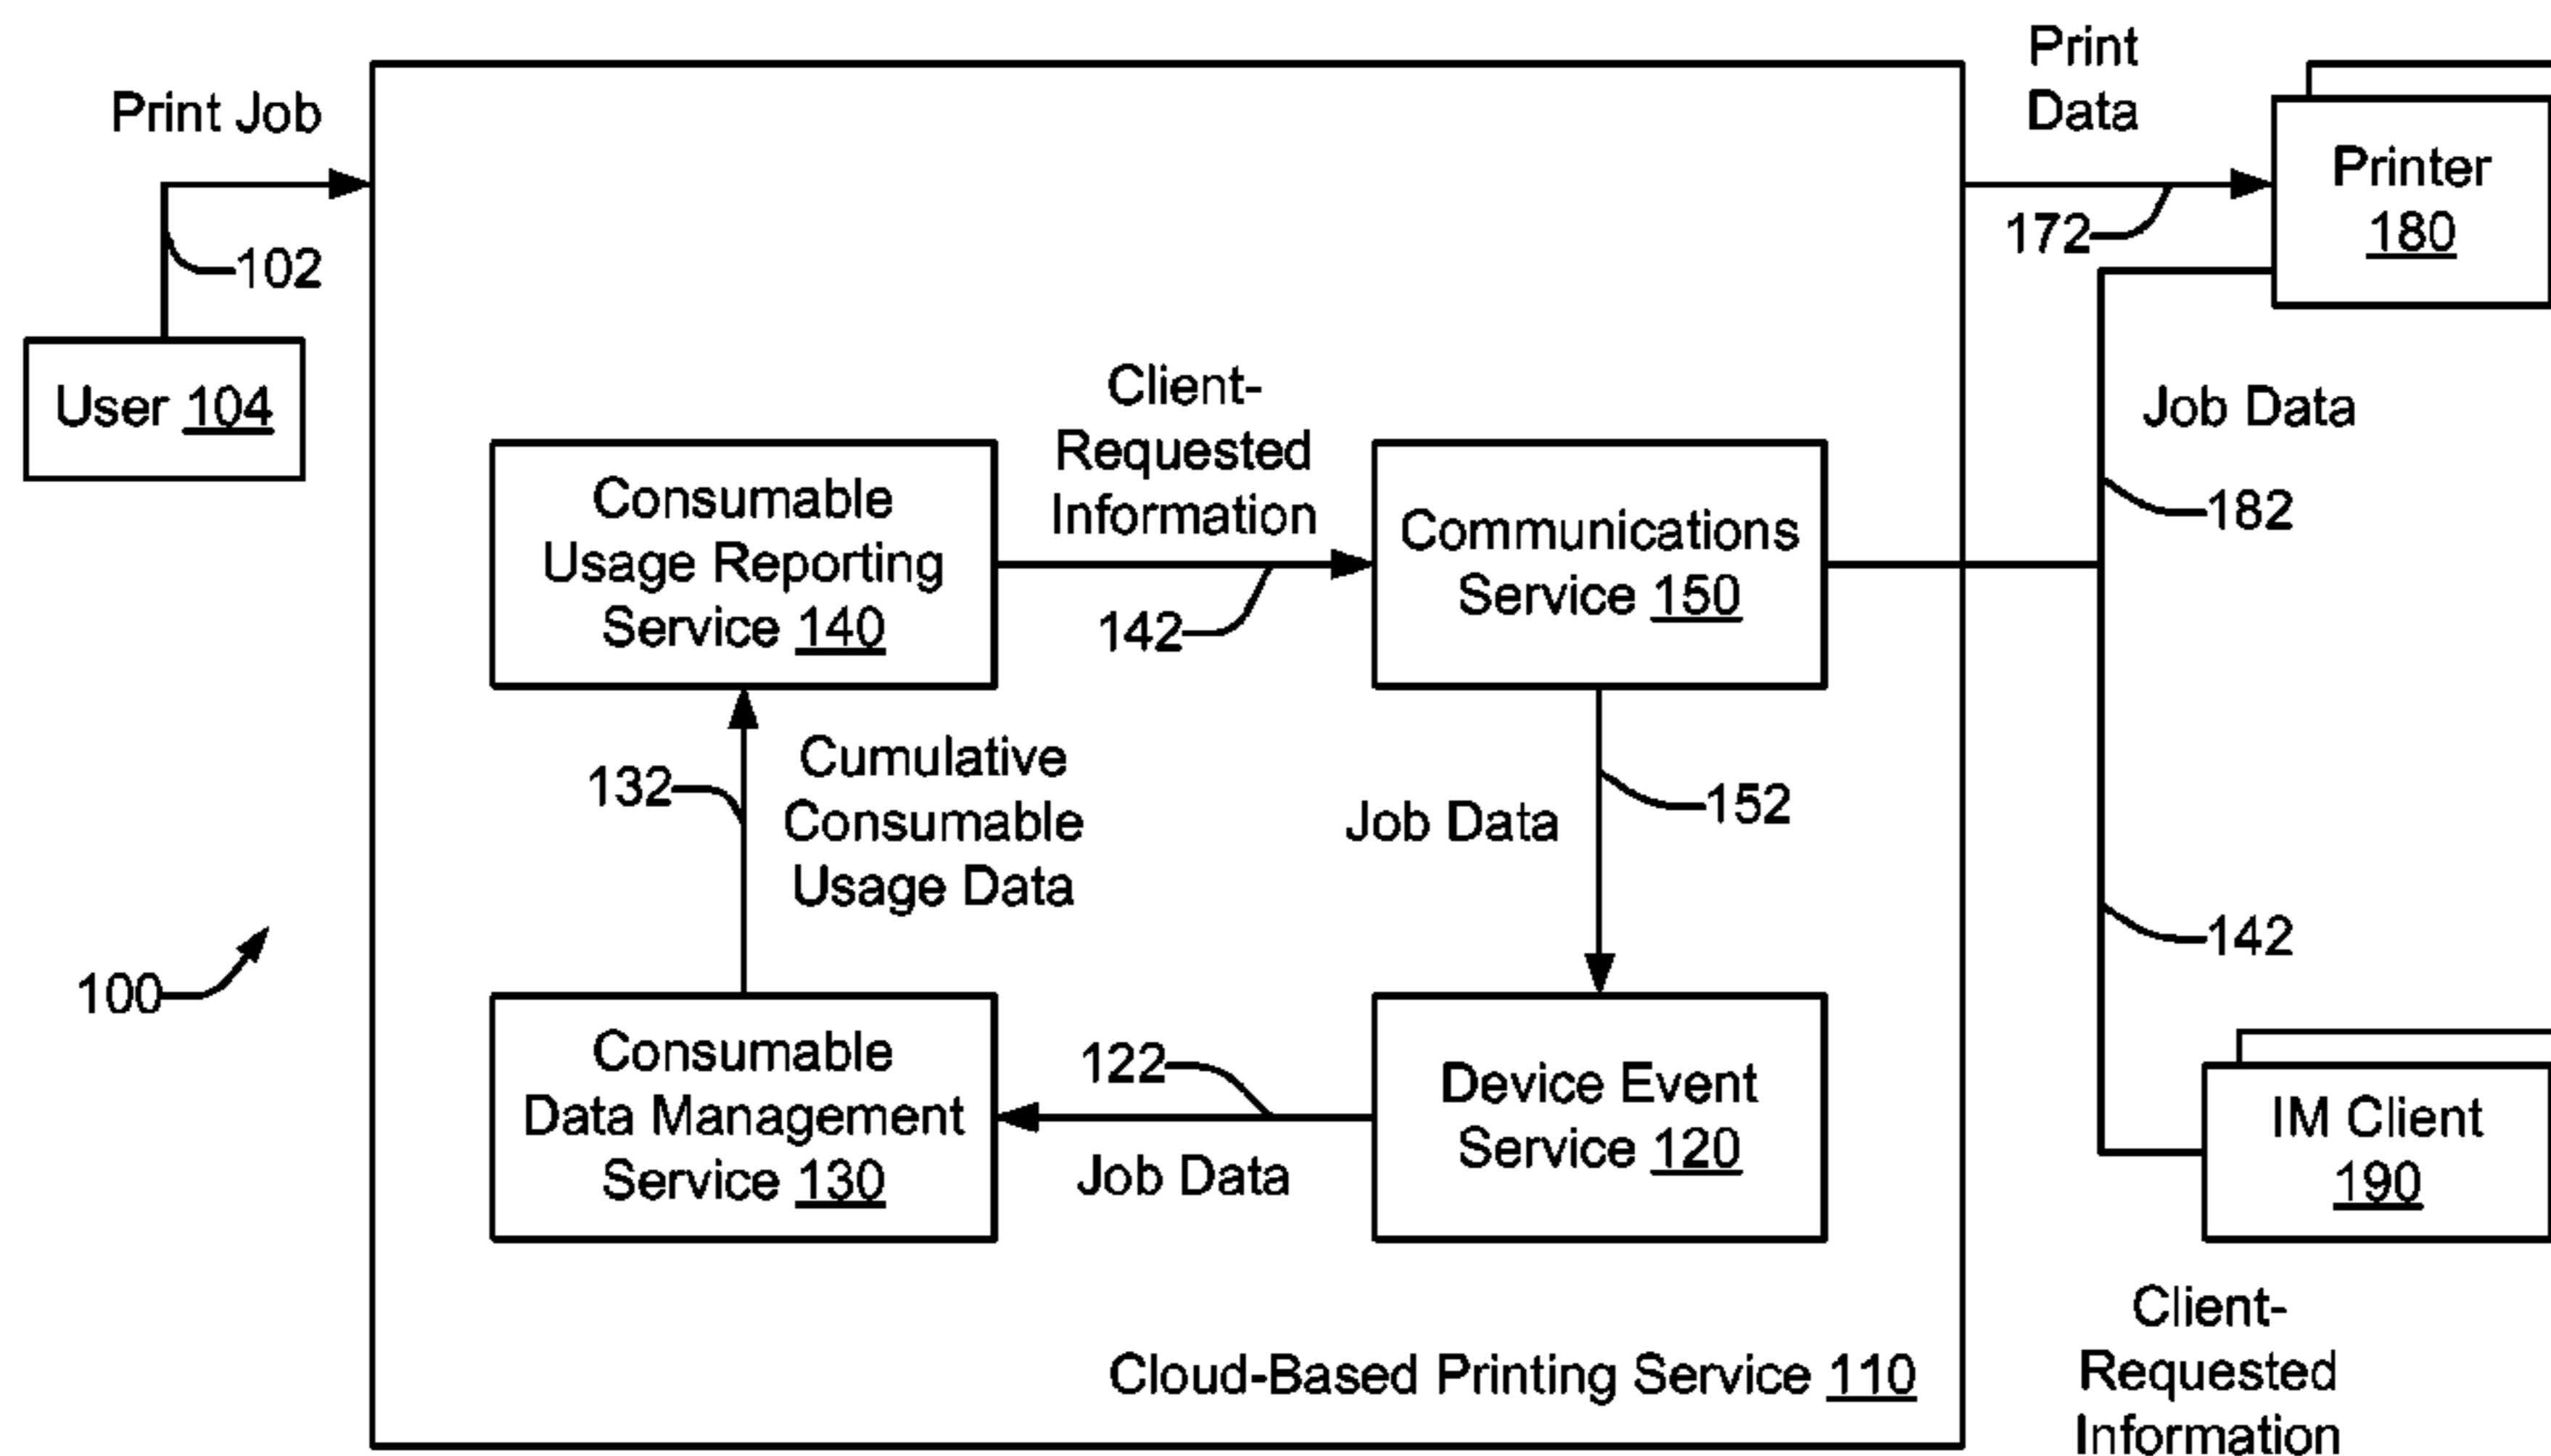 Print Job
102
User 104
Print
Data
172
Printer
180
Job Data
182
Client-
Requested
Information
142
Consumable
Usage Reporting
Service 140
Communications
Service 150
132
Cumulative
Consumable
Usage Data
Job Data
152
142
100
Consumable
Data Management
Service 130
122
Job Data
Device Event
Service 120
IM Client
190
Client-
Requested
Information
Cloud-Based Printing Service 110